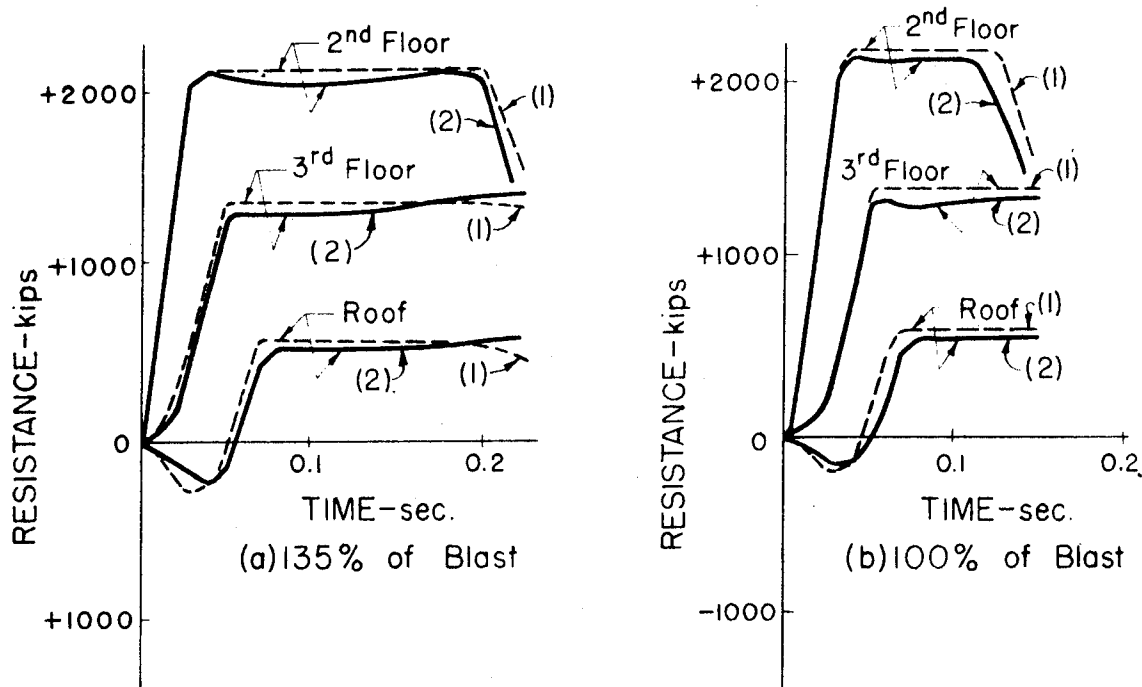 2nd Floor
+2000
(1)
(2)
3rd Floor
+1000
(1)
(2)
Roof
(2)
(1)
0
0.1
0.2
+1000
RESISTANCE-kips
TIME-sec.
(a) 135% of Blast
2nd Floor
+2000
(1)
(2)
3rd Floor
(1)
(2)
+1000
Roof
(1)
(2)
0
0.1
0.2
-1000
RESISTANCE-kips
TIME-sec.
(b) 100% of Blast